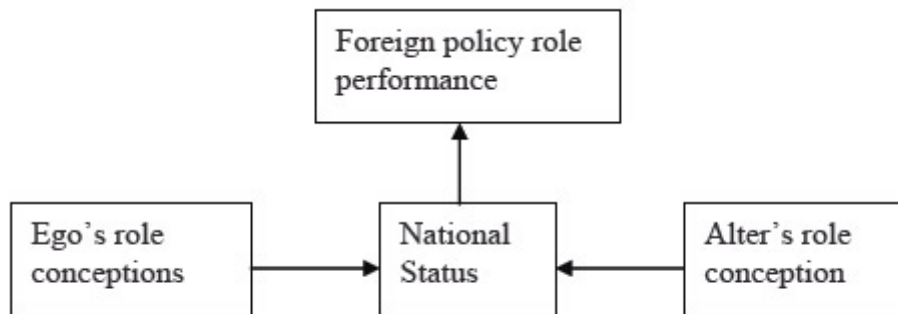 Foreign policy role
performance
Ego’s role
conceptions
National
Status
Alter’s role
conception